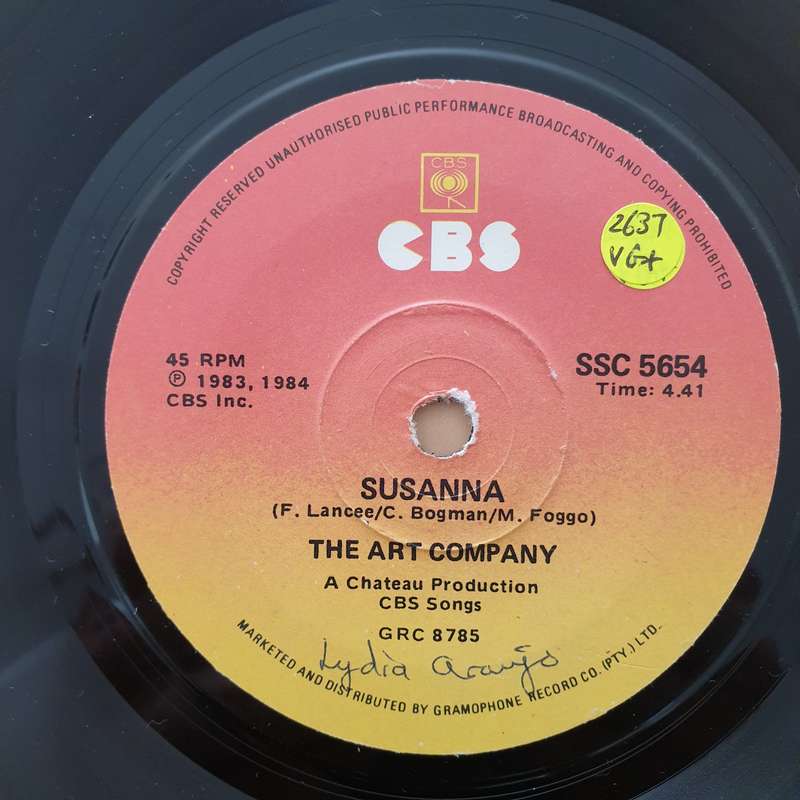 COPYRIGHT RESERVED UNAUTHORISED PUBLIC PERFORMANCE BROADCASTING AND COPYING PROHIBITED
CBS
CBS
2637
VG+
45 RPM
℗ 1983, 1984
CBS Inc.
SSC 5654
Time: 4.41
SUSANNA
(F. Lancee/C. Bogman/M. Foggo)
THE ART COMPANY
A Chateau Production
CBS Songs
GRC 8785
Lydia Araujo
MARKETED AND DISTRIBUTED BY GRAMOPHONE RECORD CO. (PTY.) LTD.